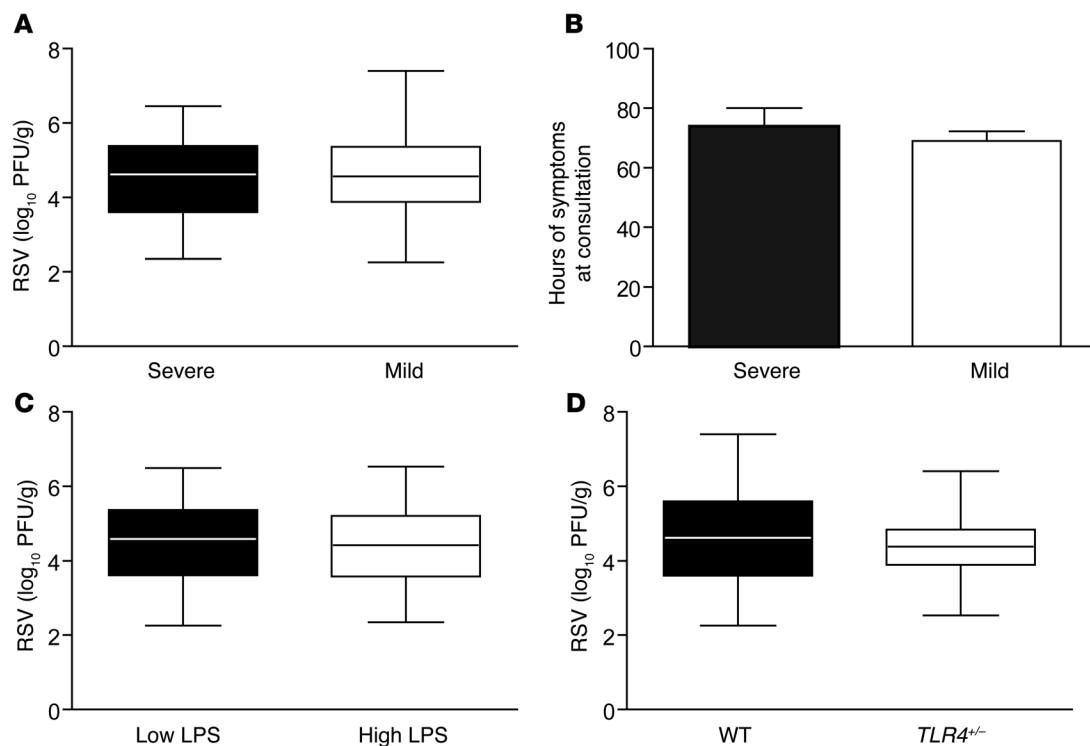 A
RSV (log₁₀ PFU/g)
8
6
4
2
0
Severe
Mild
B
Hours of symptoms
at consultation
100
80
60
40
20
0
Severe
Mild
C
RSV (log₁₀ PFU/g)
8
6
4
2
0
Low LPS
High LPS
D
RSV (log₁₀ PFU/g)
8
6
4
2
0
WT
TLR4⁺/⁻